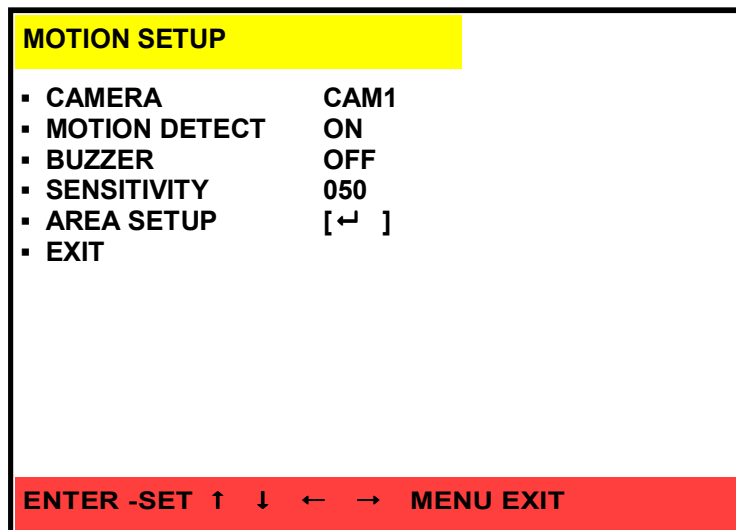 MOTION SETUP
▪ CAMERA CAM1
▪ MOTION DETECT ON
▪ BUZZER OFF
▪ SENSITIVITY 050
▪ AREA SETUP [↵ ]
▪ EXIT
ENTER -SET ↑ ↓ ← → MENU EXIT